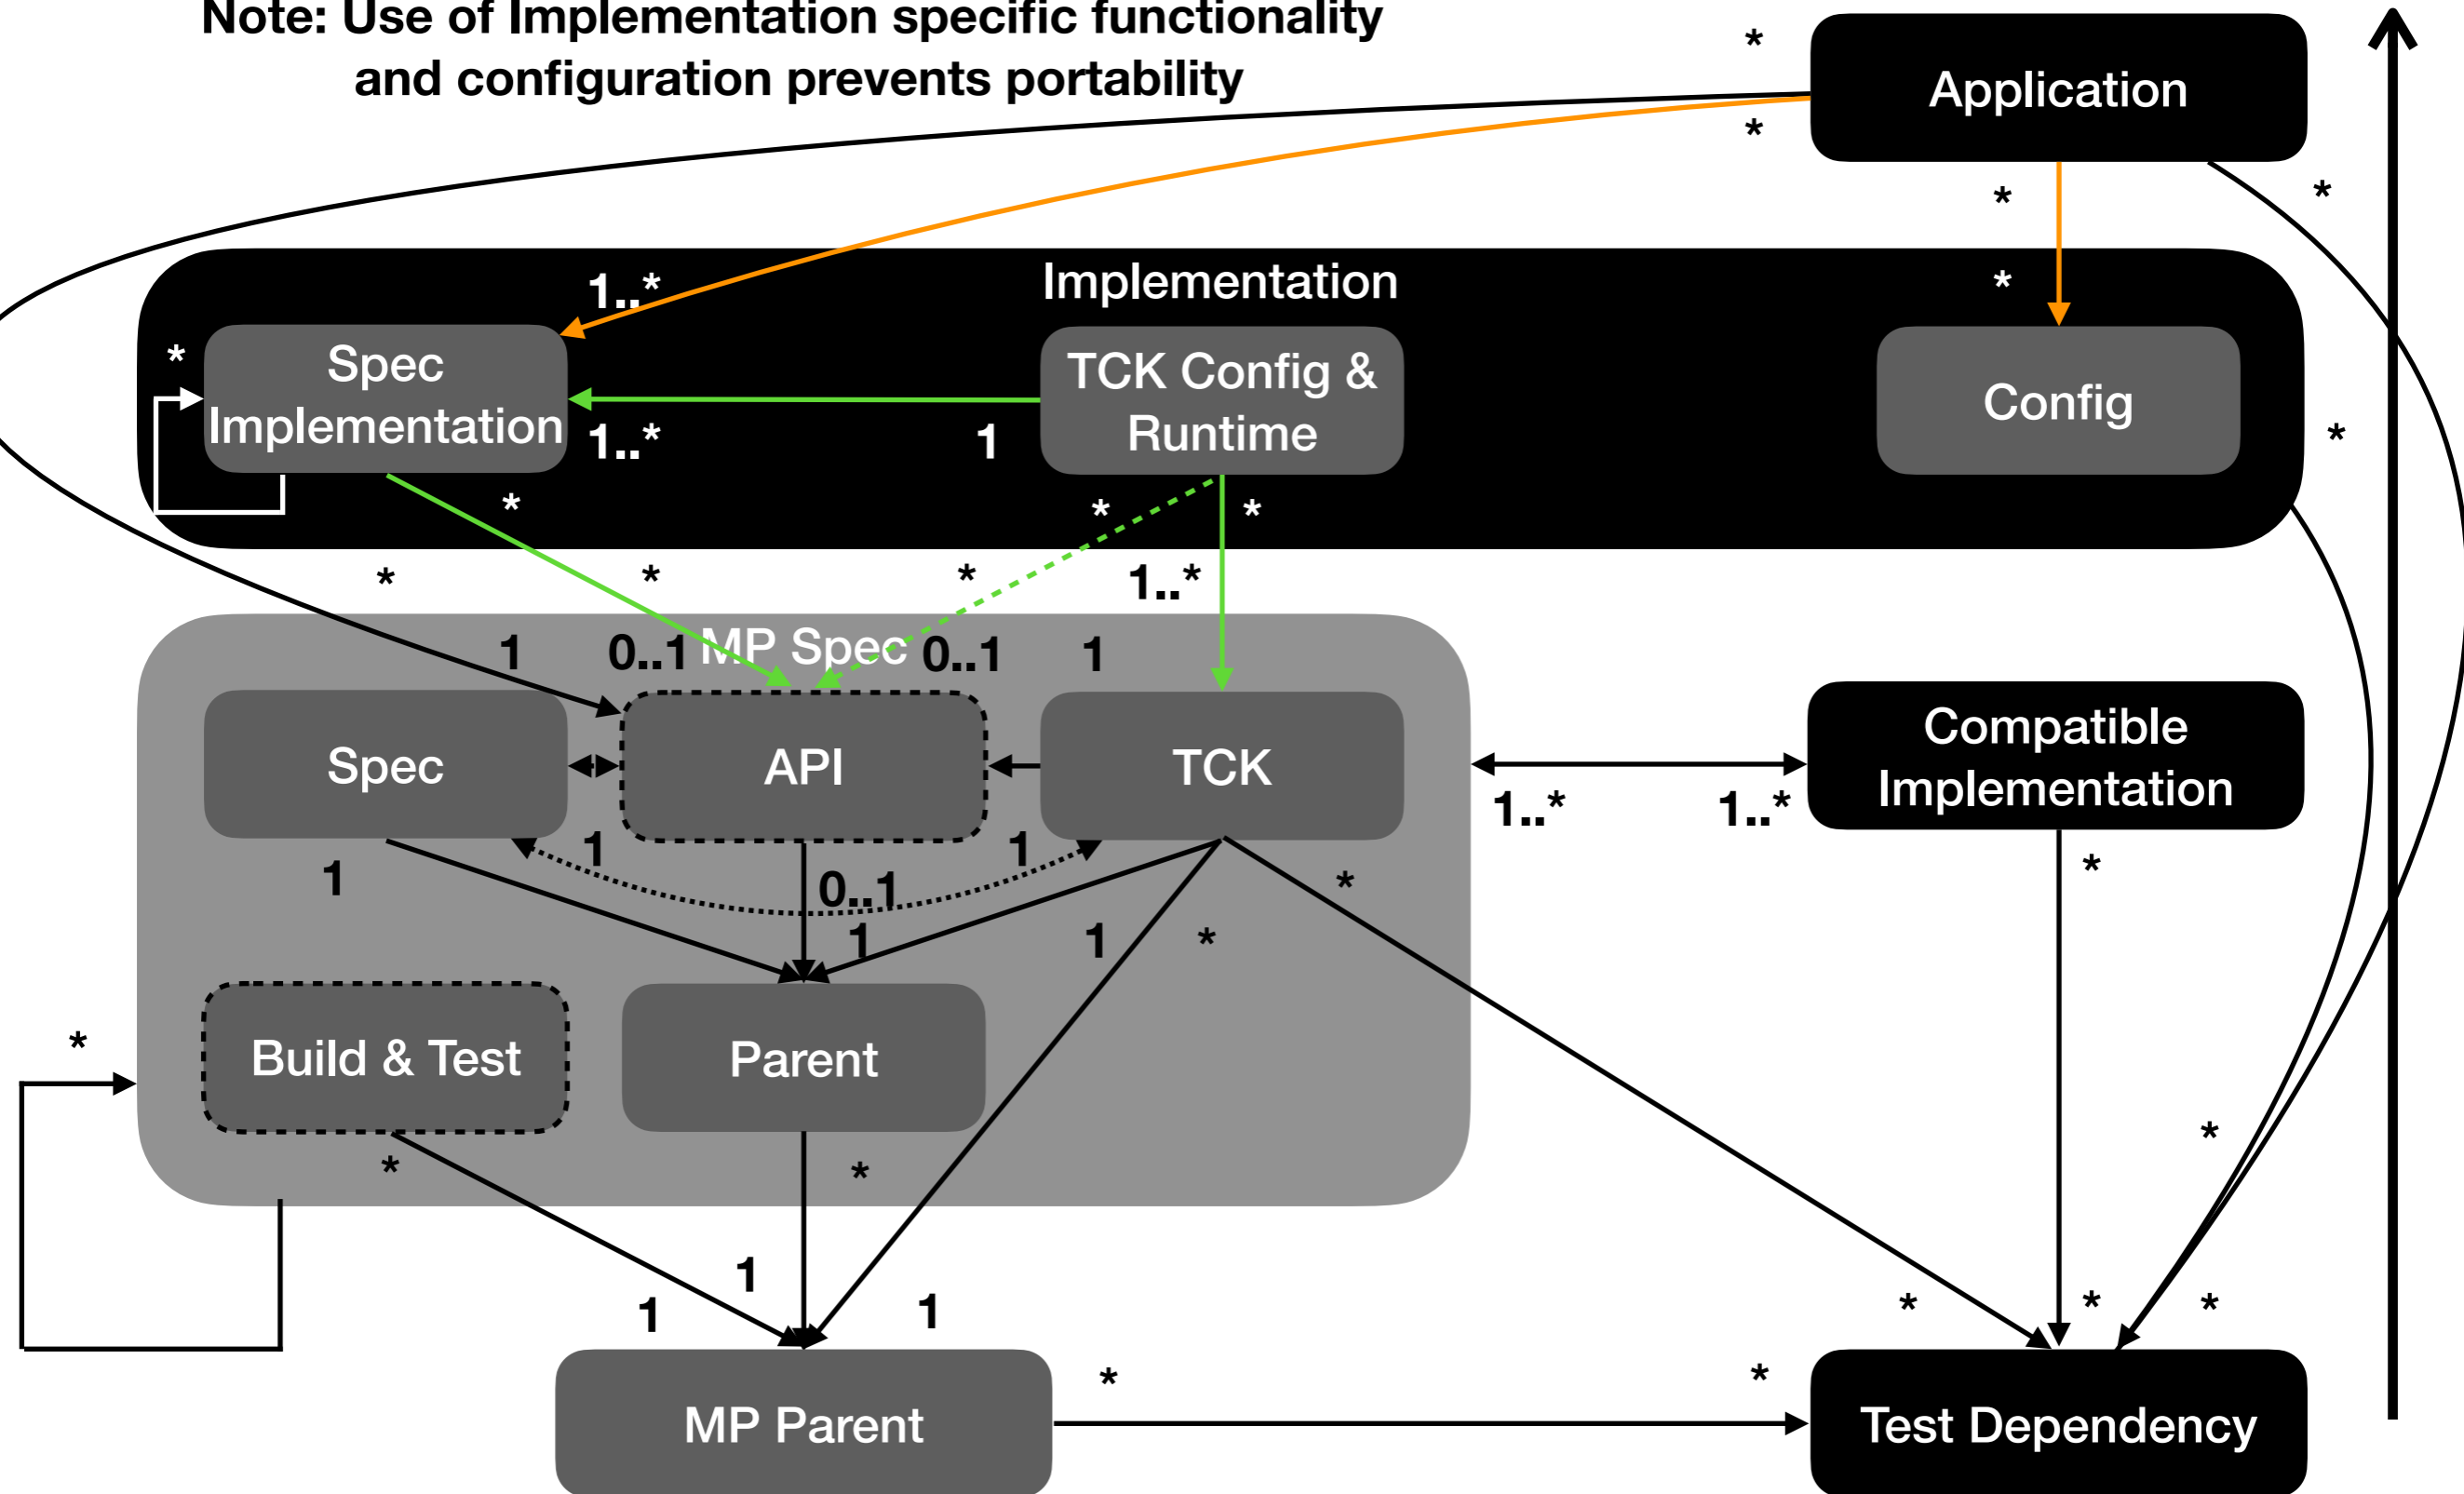 Note: Use of Implementation specific functionality
and configuration prevents portability
*
*
Application
*
*
1..*
Implementation
*
*
Spec
Implementation
TCK Config &
Runtime
Config
1..*
1
*
*
*
*
*
*
*
1..*
1
0..1
MP Spec
0..1
1
Spec
API
TCK
Compatible
Implementation
1..*
1..*
1
1
1
0..1
*
*
1
1
*
*
Build & Test
Parent
*
*
*
1
1
1
*
*
*
*
*
MP Parent
Test Dependency